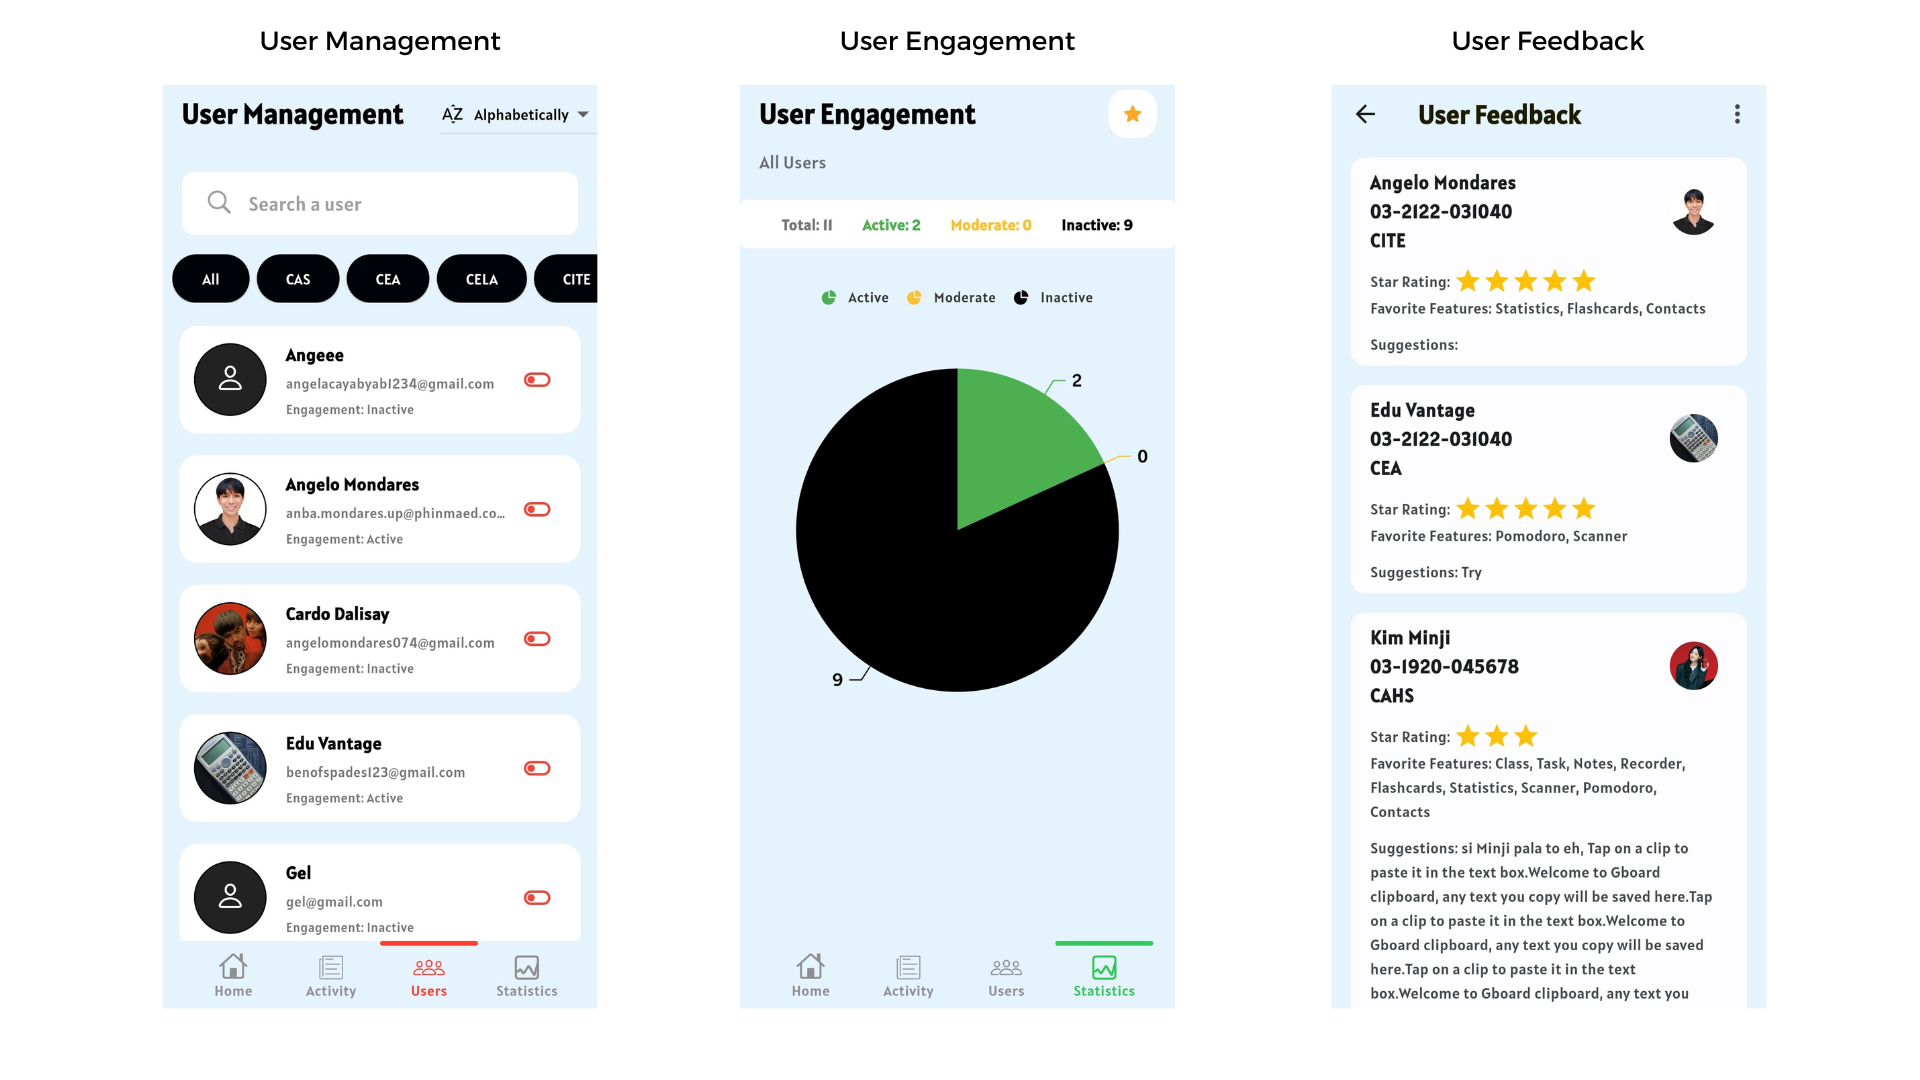 User Management
User Management
AZ Alphabetically
Search a user
All CAS CEA CELA CITE
Angeee
angelacayabyab1234@gmail.com
Engagement: Inactive
Angelo Mondares
anba.mondares.up@phinmaed.co...
Engagement: Active
Cardo Dalisay
angelomondares074@gmail.com
Engagement: Inactive
Edu Vantage
benofspades123@gmail.com
Engagement: Active
Gel
gel@gmail.com
Engagement: Inactive
Home Activity Users Statistics
User Engagement
User Engagement
All Users
Total: 11 Active: 2 Moderate: 0 Inactive: 9
Active Moderate Inactive
2
0
9
Home Activity Users Statistics
User Feedback
User Feedback
Angelo Mondares
03-2122-031040
CITE
Star Rating:
Favorite Features: Statistics, Flashcards, Contacts
Suggestions:
Edu Vantage
03-2122-031040
CEA
Star Rating:
Favorite Features: Pomodoro, Scanner
Suggestions: Try
Kim Minji
03-1920-045678
CAHS
Star Rating:
Favorite Features: Class, Task, Notes, Recorder,
Flashcards, Statistics, Scanner, Pomodoro,
Contacts
Suggestions: si Minji pala to eh, Tap on a clip to
paste it in the text box.Welcome to Gboard
clipboard, any text you copy will be saved here.Tap
on a clip to paste it in the text box.Welcome to
Gboard clipboard, any text you copy will be saved
here.Tap on a clip to paste it in the text
box.Welcome to Gboard clipboard, any text you